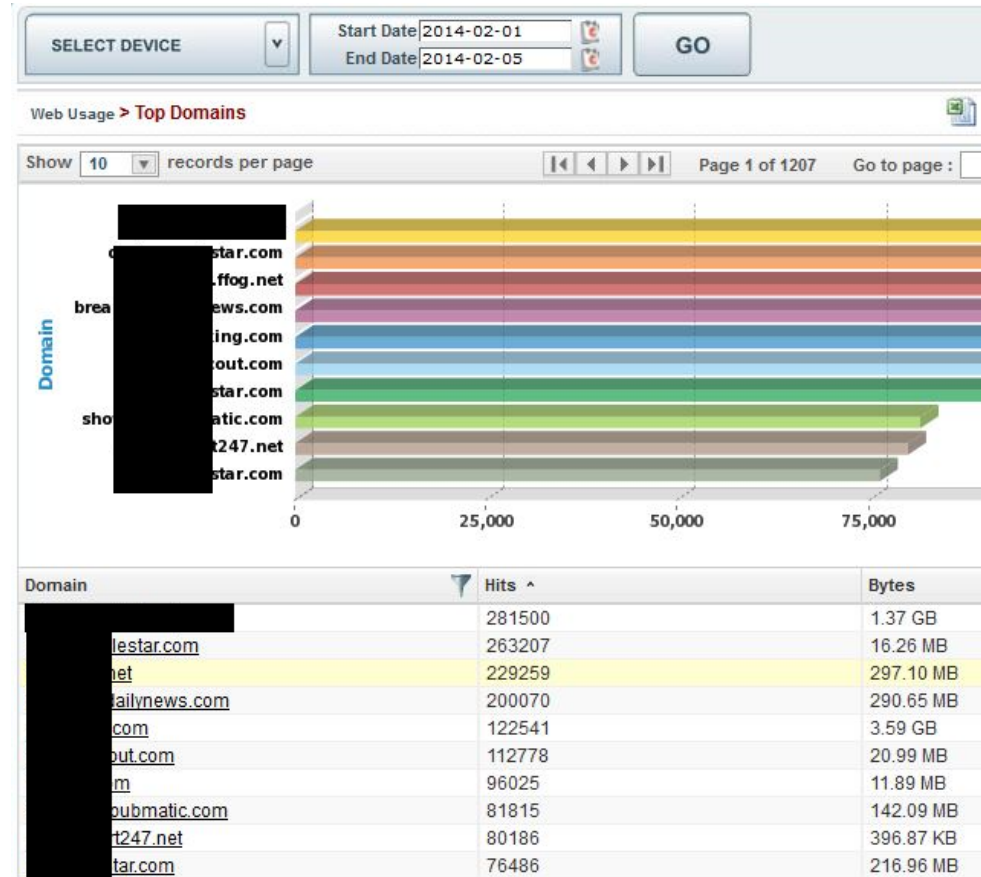 SELECT DEVICE
Start Date 2014-02-01
End Date 2014-02-05
GO
Web Usage > Top Domains
Show 10 records per page
Page 1 of 1207
Go to page :
Domain
star.com
.ffog.net
brea ews.com
ing.com
out.com
star.com
sho atic.com
t247.net
star.com
0 25,000 50,000 75,000
Domain Hits Bytes
281500 1.37 GB
lestar.com 263207 16.26 MB
net 229259 297.10 MB
dailynews.com 200070 290.65 MB
com 122541 3.59 GB
out.com 112778 20.99 MB
m 96025 11.89 MB
pubmatic.com 81815 142.09 MB
t247.net 80186 396.87 KB
tar.com 76486 216.96 MB